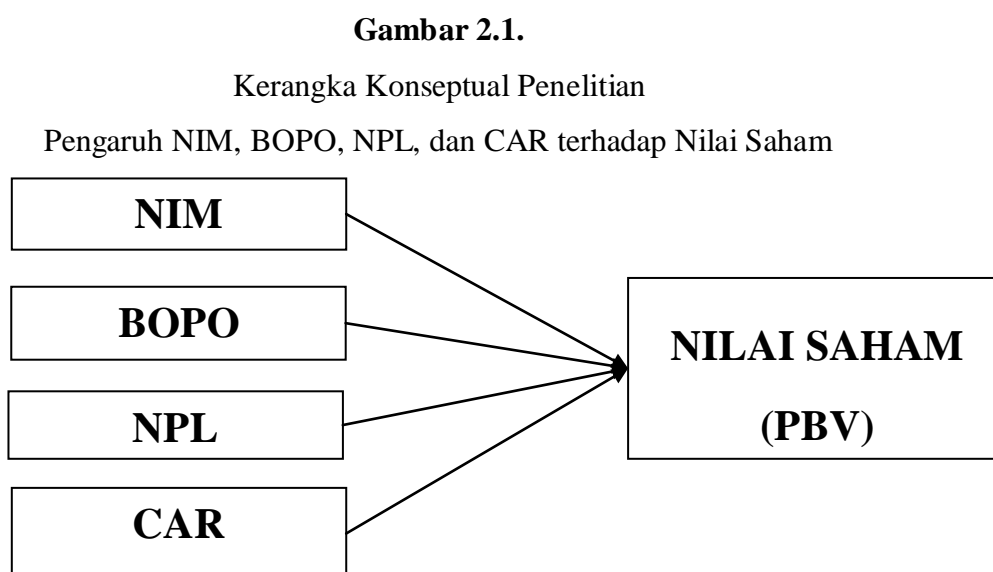 Gambar 2.1.
Kerangka Konseptual Penelitian
Pengaruh NIM, BOPO, NPL, dan CAR terhadap Nilai Saham
NIM
BOPO
NPL
CAR
NILAI SAHAM
(PBV)